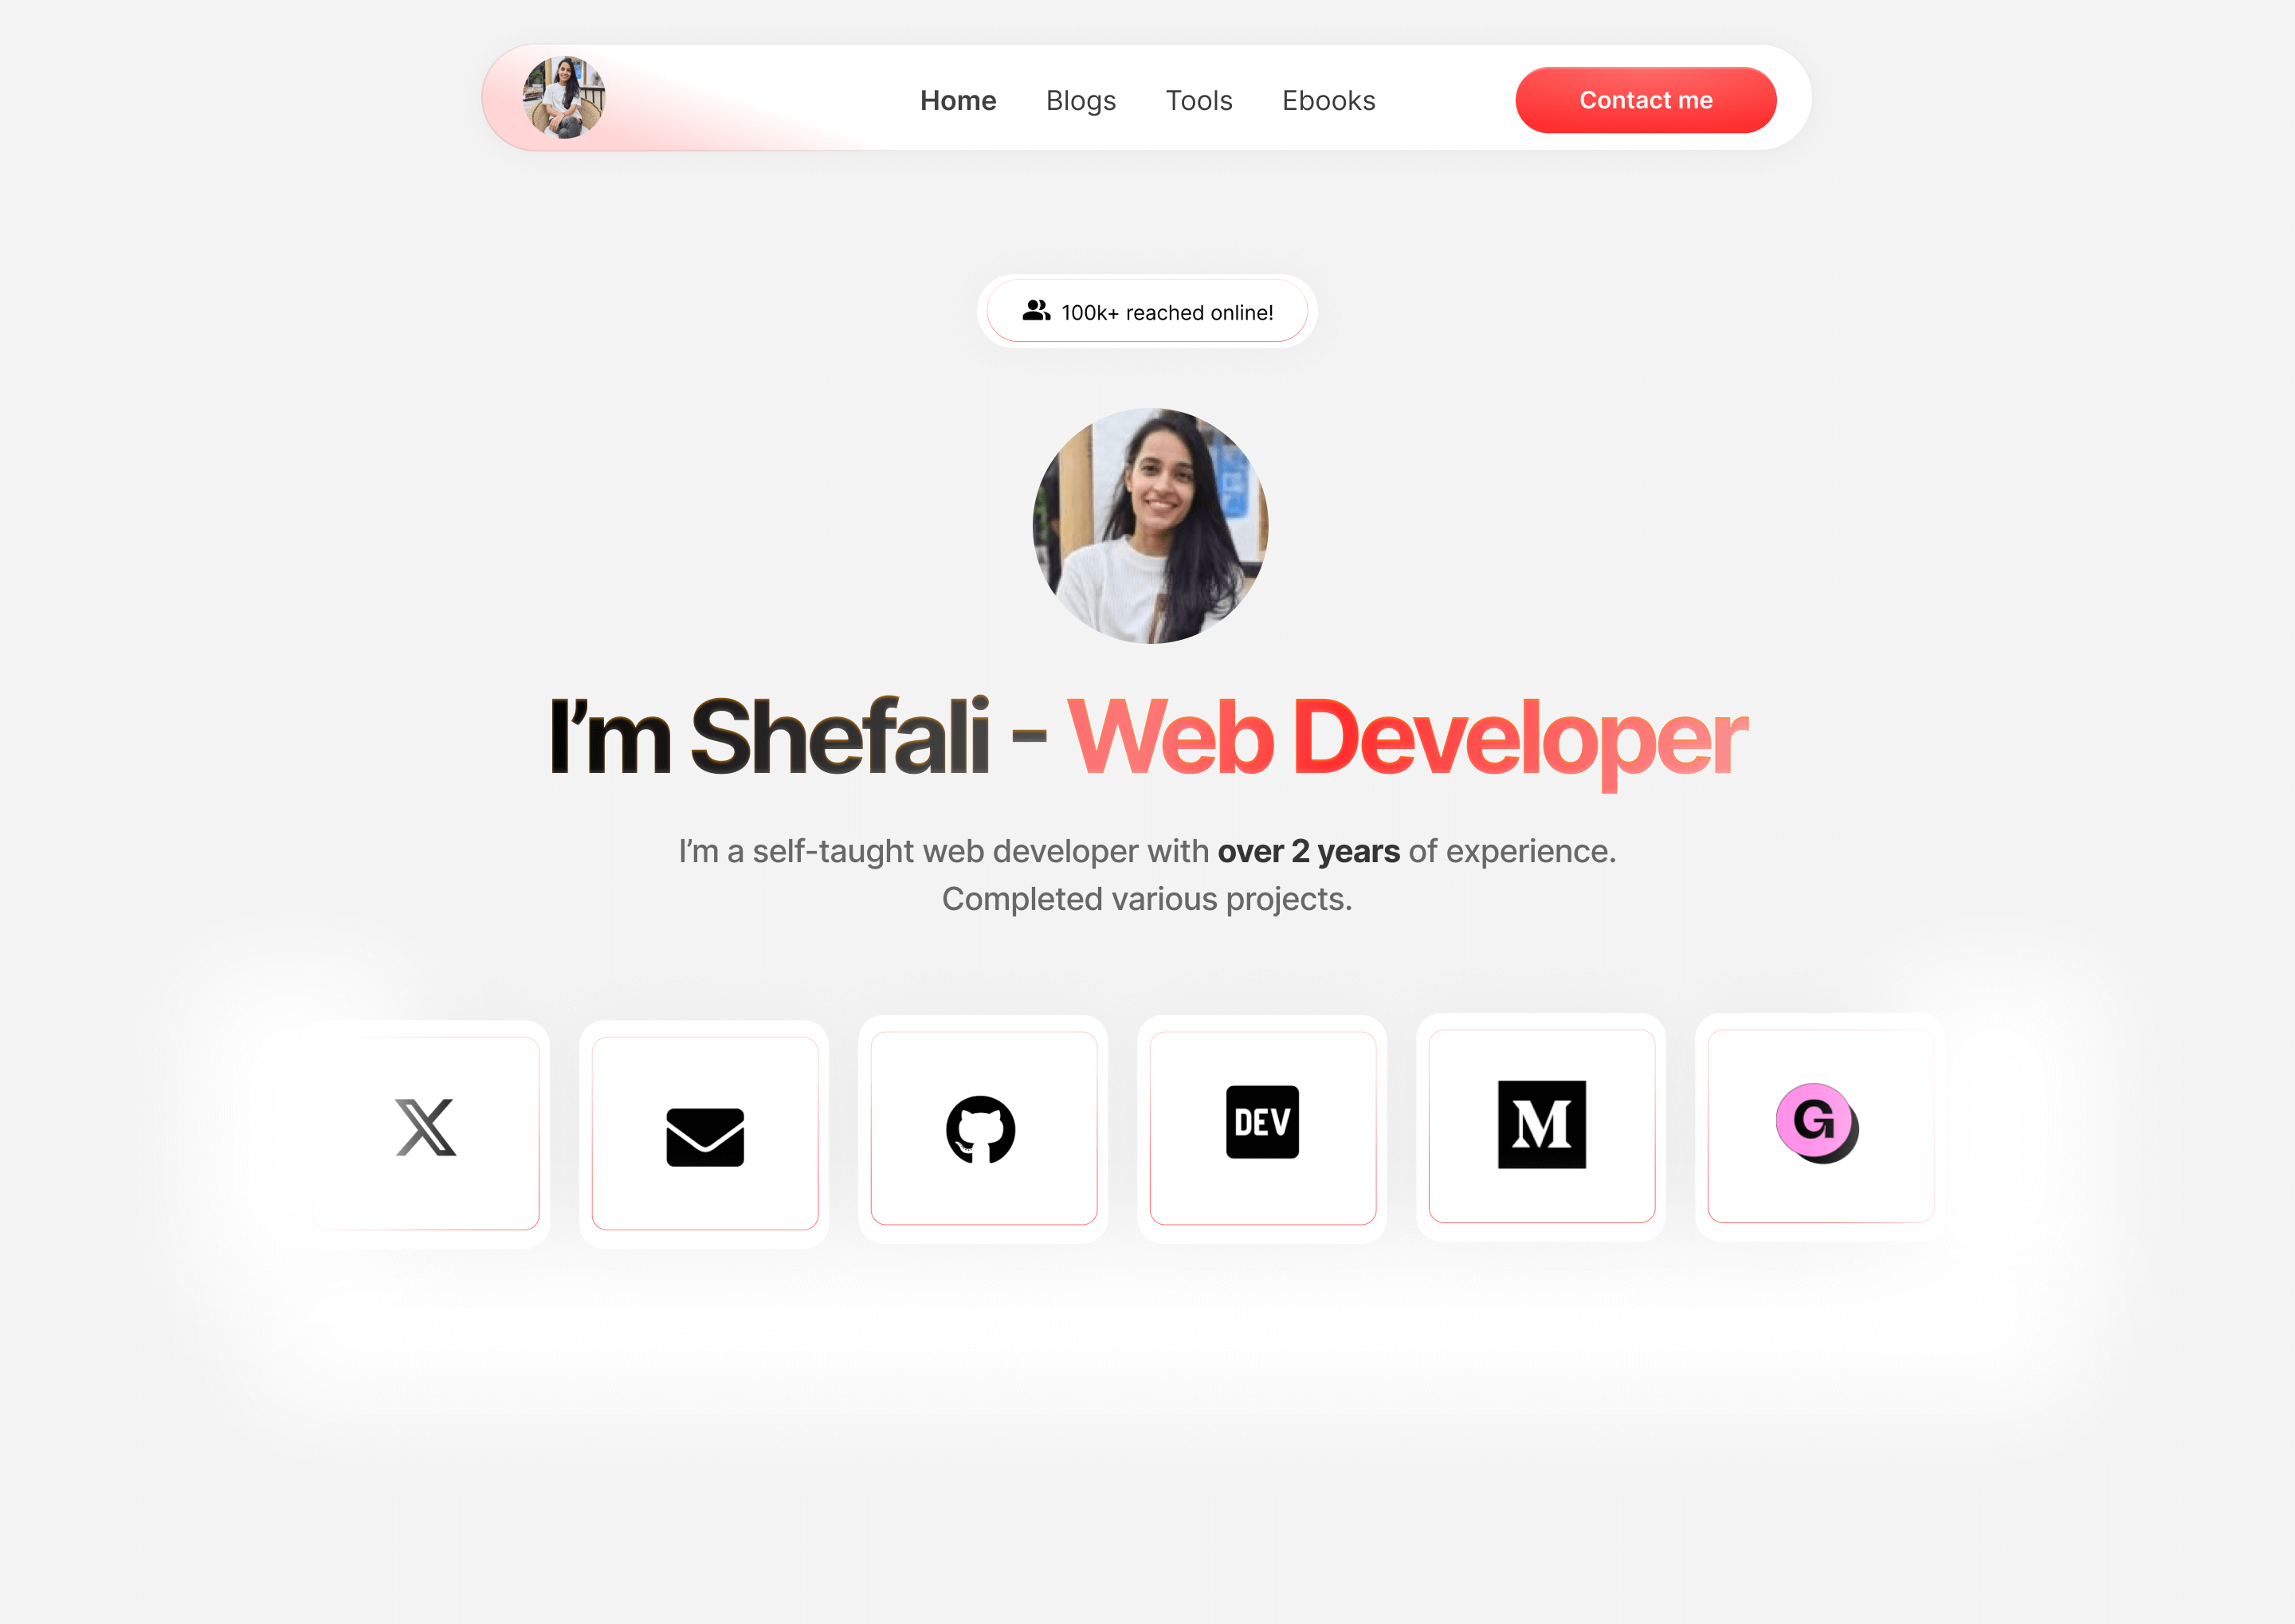 Home Blogs Tools Ebooks Contact me
100k+ reached online!
I'm Shefali - Web Developer
I'm a self-taught web developer with over 2 years of experience.
Completed various projects.
X DEV M G